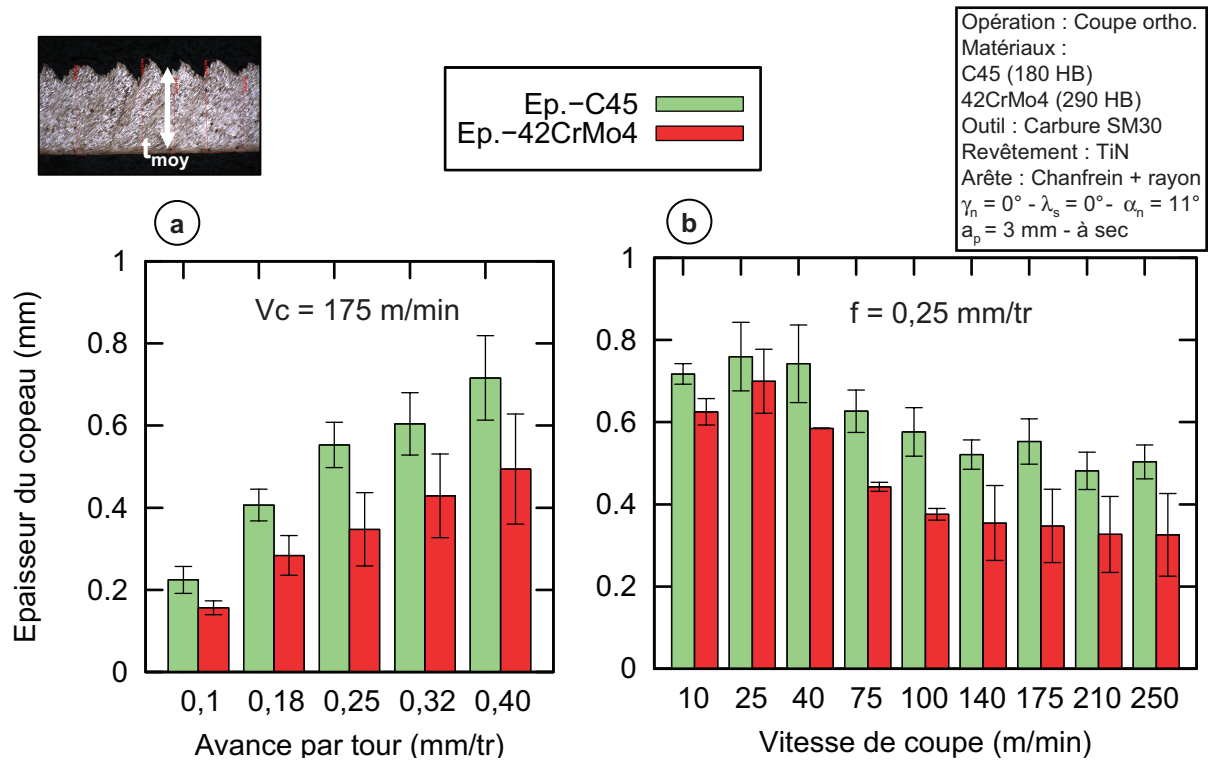 t moy
Ep.−C45
Ep.−42CrMo4
Opération : Coupe ortho.
Matériaux :
C45 (180 HB)
42CrMo4 (290 HB)
Outil : Carbure SM30
Revêtement : TiN
Arête : Chanfrein + rayon
γn = 0° - λs = 0°- αn = 11°
ap = 3 mm - à sec
a
Vc = 175 m/min
Epaisseur du copeau (mm)
1
0.8
0.6
0.4
0.2
0
0,1 0,18 0,25 0,32 0,40
Avance par tour (mm/tr)
b
f = 0,25 mm/tr
1
0.8
0.6
0.4
0.2
0
10 25 40 75 100 140 175 210 250
Vitesse de coupe (m/min)